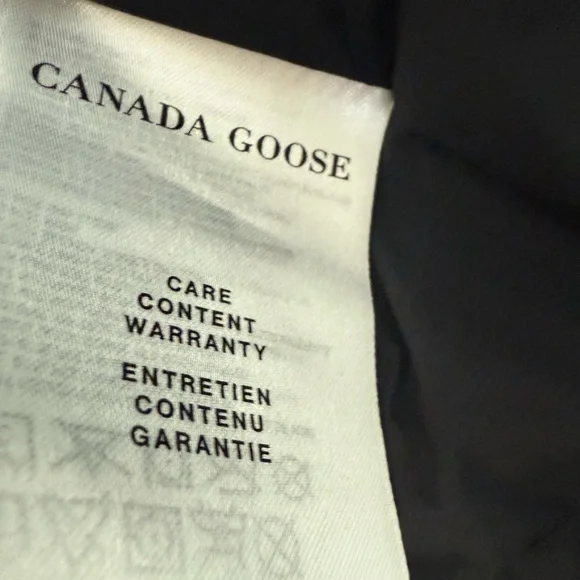 CANADA GOOSE
CARE
CONTENT
WARRANTY
ENTRETIEN
CONTENU
GARANTIE